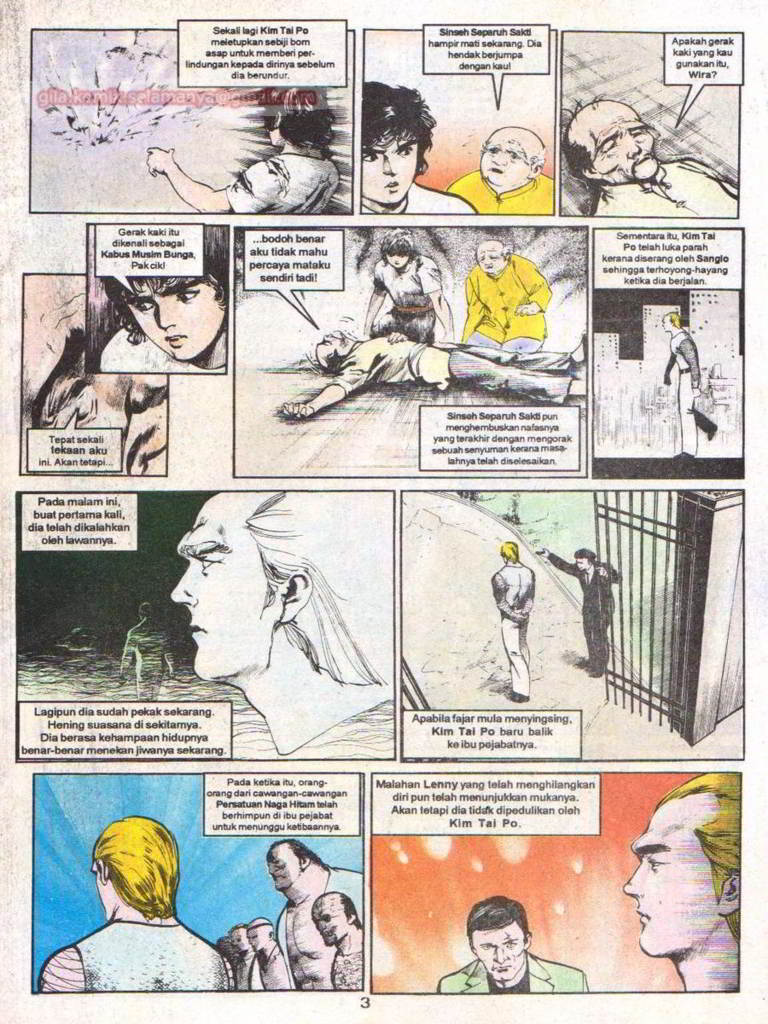 Sekali lagi Kim Tai Po
meletupkan sebiji bom
asap untuk memberi per-
lindungan kepada dirinya sebelum
dia berundur.
gila.komik.selamanya@gmail.com
Sinseh Separuh Sakti
hampir mati sekarang. Dia
hendak berjumpa
dengan kau!
Apakah gerak
kaki yang kau
gunakan itu,
Wira?
Gerak kaki itu
dikenali sebagai
Kabus Musim Bunga,
Pak cik!
Tepat sekali
tekaan aku
ini. Akan tetapi...
...bodoh benar
aku tidak mahu
percaya mataku
sendiri tadi!
Sinseh Separuh Sakti pun
menghembuskan nafasnya
yang terakhir dengan mengorak
sebuah senyuman kerana masa-
lahnya telah diselesaikan.
Sementara itu, Kim Tai
Po telah luka parah
kerana diserang oleh Sanglo
sehingga terhoyong-hayang
ketika dia berjalan.
Pada malam ini,
buat pertama kali,
dia telah dikalahkan
oleh lawannya.
Lagipun dia sudah pekak sekarang.
Hening suasana di sekitarnya.
Dia berasa kehampaan hidupnya
benar-benar menekan jiwanya sekarang.
Apabila fajar mula menyingsing,
Kim Tai Po baru balik
ke ibu pejabatnya.
Pada ketika itu, orang-
orang dari cawangan-cawangan
Persatuan Naga Hitam telah
berhimpun di ibu pejabat
untuk menunggu ketibaannya.
Malahan Lenny yang telah menghilangkan
diri pun telah menunjukkan mukanya.
Akan tetapi dia tidak dipedulikan oleh
Kim Tai Po.
3